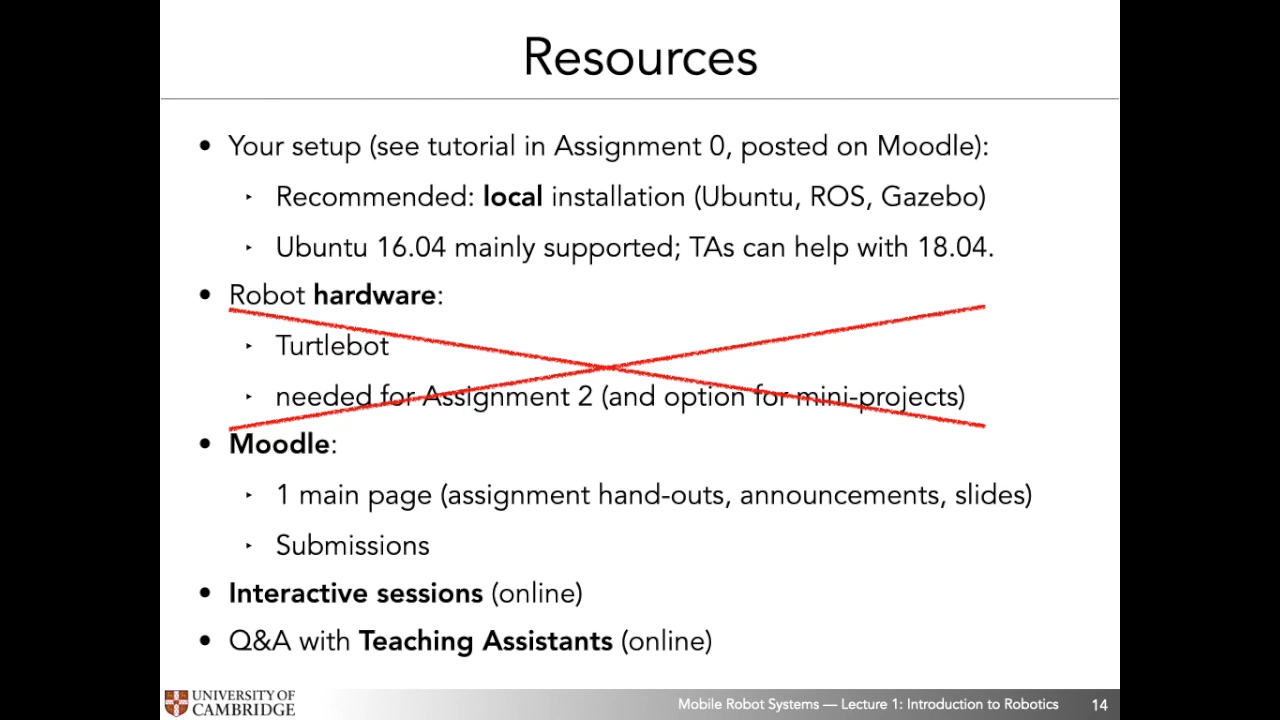 Resources
• Your setup (see tutorial in Assignment 0, posted on Moodle):
‣ Recommended: local installation (Ubuntu, ROS, Gazebo)
‣ Ubuntu 16.04 mainly supported; TAs can help with 18.04.
• Robot hardware:
‣ Turtlebot
‣ needed for Assignment 2 (and option for mini-projects)
• Moodle:
‣ 1 main page (assignment hand-outs, announcements, slides)
‣ Submissions
• Interactive sessions (online)
• Q&A with Teaching Assistants (online)
UNIVERSITY OF
CAMBRIDGE
Mobile Robot Systems — Lecture 1: Introduction to Robotics 14